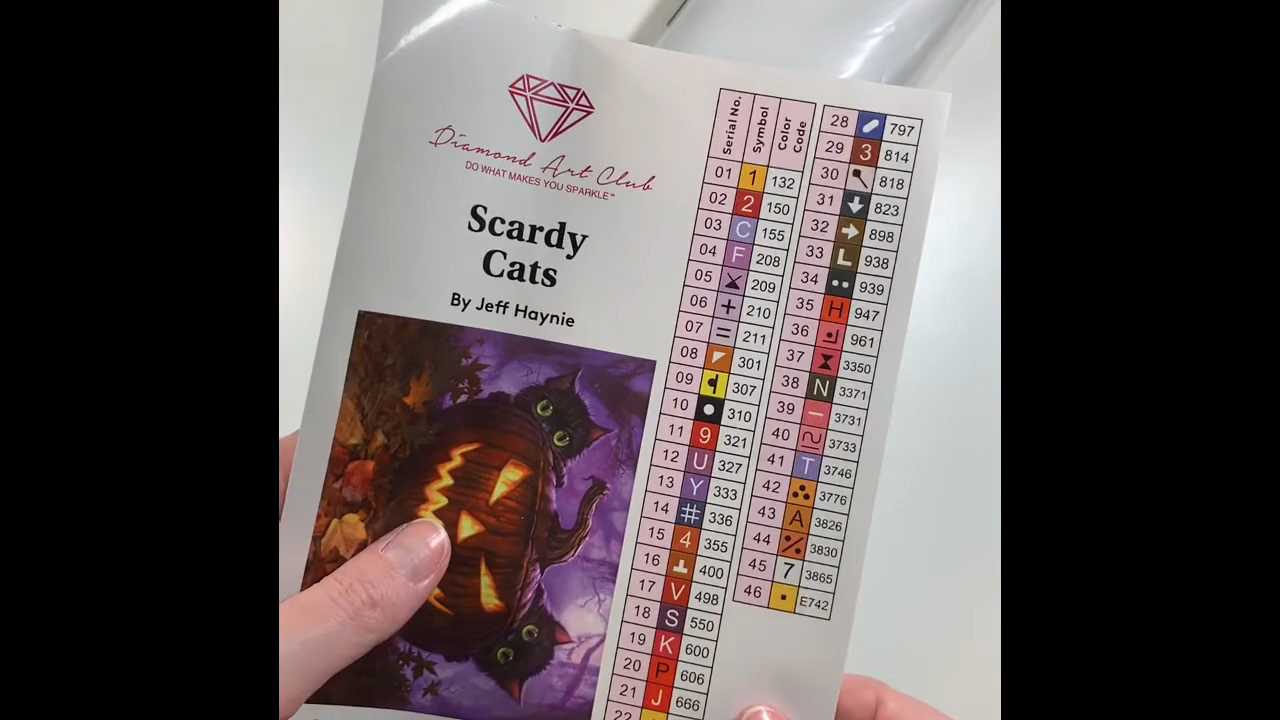 Diamond Art Club
DO WHAT MAKES YOU SPARKLE™
Scardy
Cats
By Jeff Haynie
Serial No. Symbol Color Code
01 1 132
02 2 150
03 C 155
04 F 208
05 209
06 + 210
07 = 211
08 301
09 307
10 ● 310
11 9 321
12 U 327
13 Y 333
14 # 336
15 4 355
16 400
17 V 498
18 S 550
19 K 600
20 P 606
21 J 666
22
28 797
29 3 814
30 818
31 823
32 898
33 L 938
34 939
35 H 947
36 961
37 3350
38 N 3371
39 – 3731
40 3733
41 T 3746
42 3776
43 A 3826
44 3830
45 7 3865
46 E742